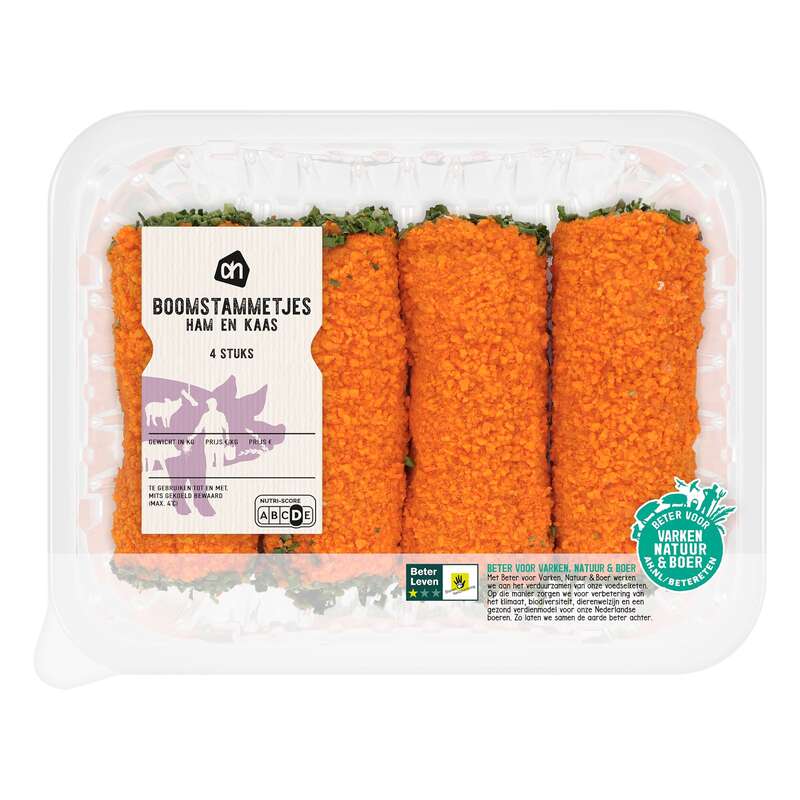 ah
BOOMSTAMMETJES
HAM EN KAAS
4 STUKS
GEWICHT IN KG PRIJS €/KG PRIJS €
TE GEBRUIKEN TOT EN MET,
MITS GEKOELD BEWAARD
(MAX. 4°C)
NUTRI-SCORE
A B C D E
Beter
Leven
BETER VOOR VARKEN, NATUUR & BOER
Met Beter voor Varken, Natuur & Boer werken
we aan het verduurzamen van onze voedselketen.
Op die manier zorgen we voor verbetering van
het klimaat, biodiversiteit, dierenwelzijn en een
gezond verdienmodel voor onze Nederlandse
boeren. Zo laten we samen de aarde beter achter.
BETER VOOR
VARKEN
NATUUR
& BOER
AH.NL/BETERETEN